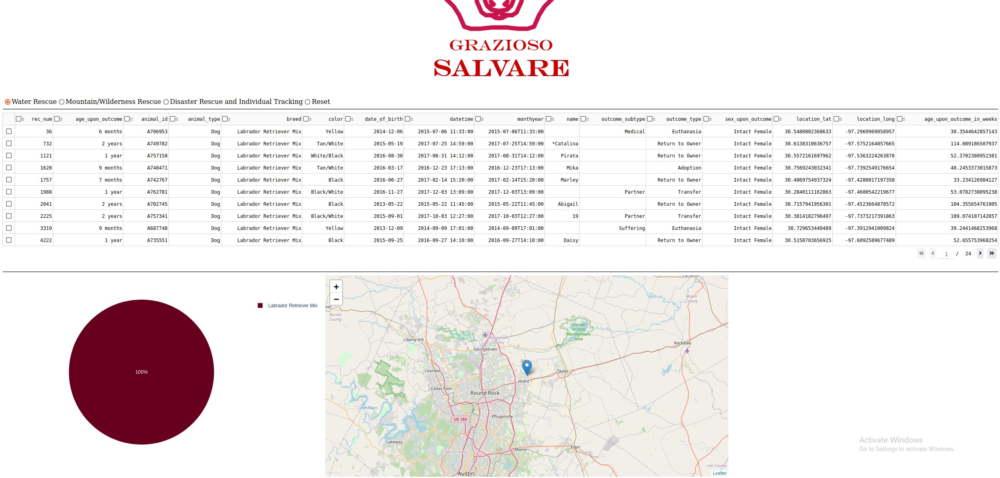 GRAZIOSO
SALVARE
Water Rescue Mountain/Wilderness Rescue Disaster Rescue and Individual Tracking Reset
rec_num age_upon_outcome animal_id animal_type breed color date_of_birth datetime monthyear name outcome_subtype outcome_type sex_upon_outcome location_lat location_long age_upon_outcome_in_weeks
36 6 months A706953 Dog Labrador Retriever Mix Yellow 2014-12-06 2015-07-06 11:33:00 2015-07-06T11:33:00 Medical Euthanasia Intact Female 30.5480802368633 -97.2969969058957 30.3544642857143
732 2 years A749782 Dog Labrador Retriever Mix Tan/White 2015-05-19 2017-07-25 14:59:00 2017-07-25T14:59:00 *Catalina Return to Owner Intact Female 30.6138310636757 -97.5752164857665 114.089186507937
1121 1 year A757158 Dog Labrador Retriever Mix White/Black 2016-08-30 2017-08-31 14:12:00 2017-08-31T14:12:00 Pirata Return to Owner Intact Female 30.5572161697962 -97.5363224263878 52.3702380952381
1628 9 months A740471 Dog Labrador Retriever Mix Tan/White 2016-03-17 2016-12-23 17:13:00 2016-12-23T17:13:00 Mika Adoption Intact Female 30.7569243032341 -97.7392549176654 40.2453373015873
1757 7 months A742767 Dog Labrador Retriever Mix Black 2016-06-27 2017-02-14 15:20:00 2017-02-14T15:20:00 Marley Return to Owner Intact Female 30.4869754937324 -97.4280017197358 33.234126984127
1988 1 year A762781 Dog Labrador Retriever Mix Black/White 2016-11-27 2017-12-03 13:09:00 2017-12-03T13:09:00 Partner Transfer Intact Female 30.2840111162863 -97.4600542219677 53.0782738095238
2041 2 years A702745 Dog Labrador Retriever Mix Black 2013-05-22 2015-05-22 11:45:00 2015-05-22T11:45:00 Abigail Return to Owner Intact Female 30.7157941956301 -97.4523664870572 104.355654761905
2225 2 years A757341 Dog Labrador Retriever Mix Black/White 2015-09-01 2017-10-03 12:27:00 2017-10-03T12:27:00 19 Partner Transfer Intact Female 30.3814182796497 -97.7373217391863 109.074107142857
3319 9 months A687748 Dog Labrador Retriever Mix Yellow 2013-12-09 2014-09-09 17:01:00 2014-09-09T17:01:00 Suffering Euthanasia Intact Female 30.729653440489 -97.3912941009824 39.2441468253968
4222 1 year A735551 Dog Labrador Retriever Mix Black 2015-09-25 2016-09-27 14:10:00 2016-09-27T14:10:00 Daisy Return to Owner Intact Female 30.5150703656925 -97.6092589677489 52.655753968254
1 / 24
Labrador Retriever Mix
100%
+
−
Cameron
Milam
County
net
Burnet
County
Granger
Wildlife
Management
Area
Williamson
County
Liberty Hill
Georgetown
Rockdale
Leander
Taylor
Hutto
Cedar Park
Round Rock
Lake Travis
Pflugerville
US 183
Lakeway
Manor
Elgin
Travis County
Lee County
Austin
Leaflet
Activate Windows
Go to Settings to activate Windows.